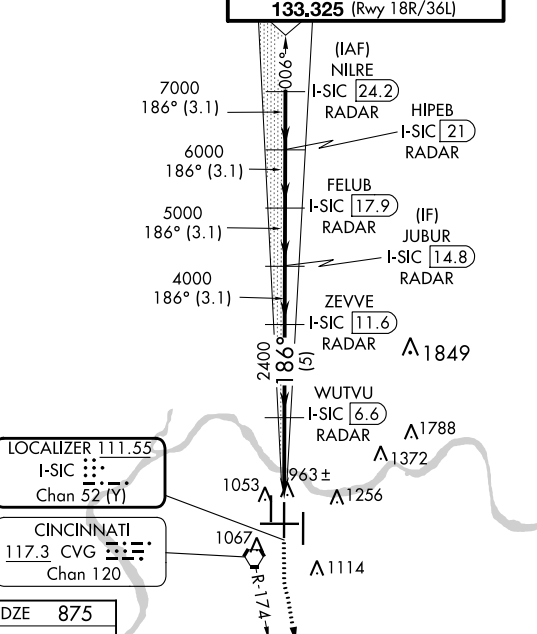 133.325 (Rwy 18R/36L)
006°
(IAF)
NILRE
I-SIC 24.2
RADAR
7000
186° (3.1)
HIPEB
I-SIC 21
RADAR
6000
186° (3.1)
FELUB
I-SIC 17.9
RADAR
5000
186° (3.1)
(IF)
JUBUR
I-SIC 14.8
RADAR
4000
186° (3.1)
ZEVVE
I-SIC 11.6
RADAR
2400
186°
(5)
1849
WUTVU
I-SIC 6.6
RADAR
1788
1372
LOCALIZER 111.55
I-SIC
Chan 52 (Y)
963 ±
1053
1256
CINCINNATI
117.3 CVG
Chan 120
1067
1114
R-174
DZE 875